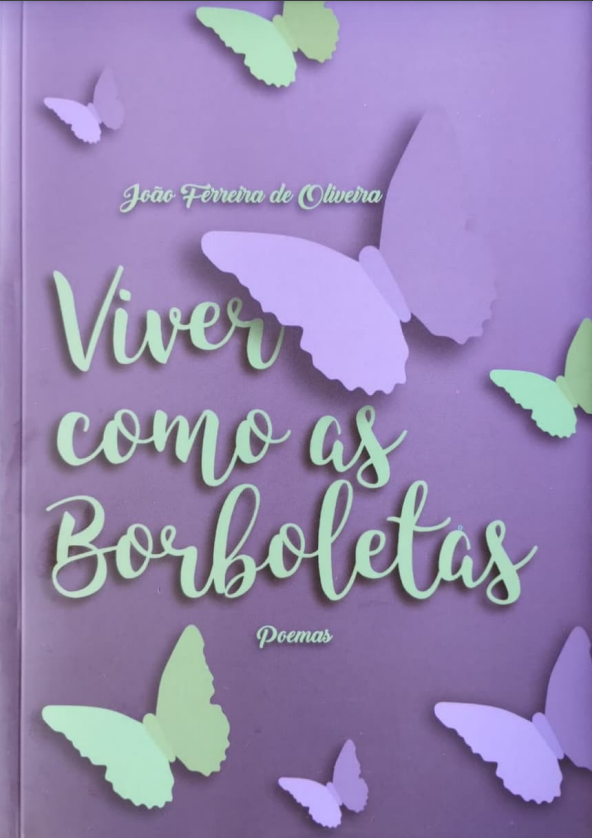 João Ferreira de Oliveira
Viver
como as
Borboletas
Poemas